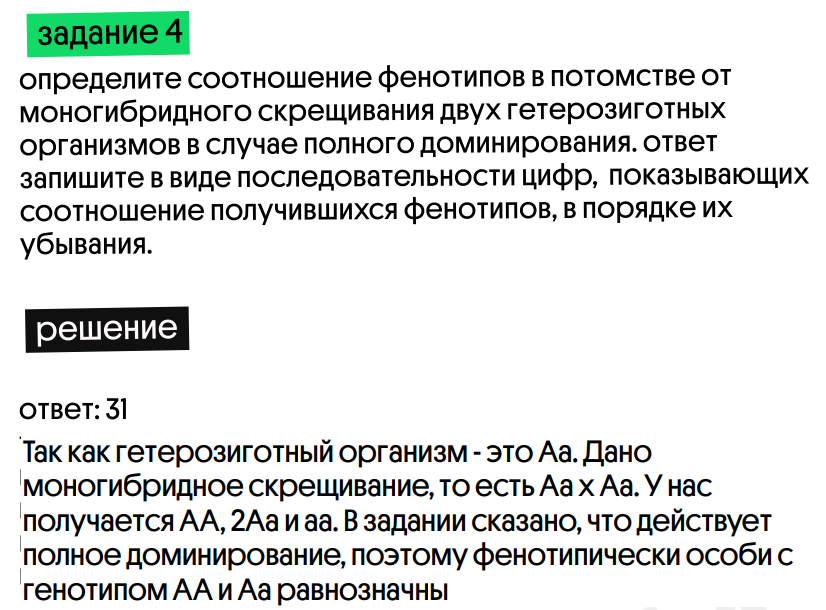 задание 4
определите соотношение фенотипов в потомстве от
моногибридного скрещивания двух гетерозиготных
организмов в случае полного доминирования. ответ
запишите в виде последовательности цифр, показывающих
соотношение получившихся фенотипов, в порядке их
убывания.
решение
ответ: 31
Так как гетерозиготный организм - это Аа. Дано
моногибридное скрещивание, то есть Аа х Аа. У нас
получается АА, 2Аа и аа. В задании сказано, что действует
полное доминирование, поэтому фенотипически особи с
генотипом АА и Аа равнозначны